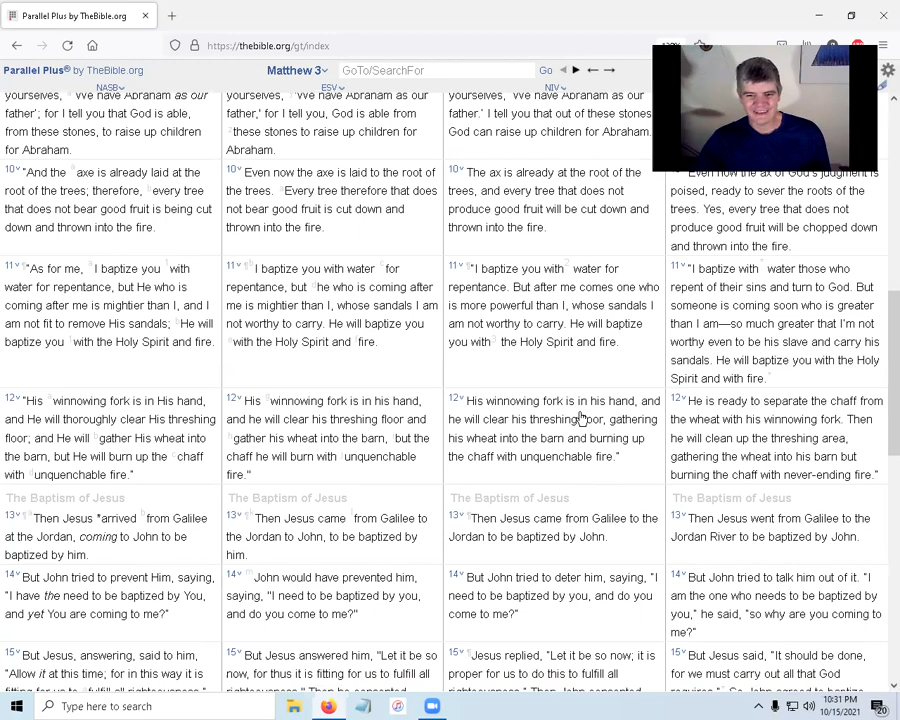 Parallel Plus by TheBible.org
https://thebible.org/gt/index
Parallel Plus® by TheBible.org
Matthew 3
GoTo/SearchFor
Go
NASB
ESV
NIV
yourselves, 'We have Abraham as our
father'; for I tell you that God is able,
from these stones, to raise up children
for Abraham.
yourselves, 'We have Abraham as our
father,' for I tell you, God is able from
these stones to raise up children for
Abraham.
yourselves, 'We have Abraham as our
father.' I tell you that out of these stones
God can raise up children for Abraham.
10 "And the a axe is already laid at the
root of the trees; therefore, b every tree
that does not bear good fruit is being cut
down and thrown into the fire.
10 Even now the axe is laid to the root of
the trees. a Every tree therefore that does
not bear good fruit is cut down and
thrown into the fire.
10 The ax is already at the root of the
trees, and every tree that does not
produce good fruit will be cut down and
thrown into the fire.
Even now the ax of God's judgment is
poised, ready to sever the roots of the
trees. Yes, every tree that does not
produce good fruit will be chopped down
and thrown into the fire.
11 ¶ "As for me, a I baptize you 1 with
water for repentance, but He who is
coming after me is mightier than I, and I
am not fit to remove His sandals; b He will
baptize you 1 with the Holy Spirit and fire.
11 ¶ b I baptize you with water c for
repentance, but d he who is coming after
me is mightier than I, whose sandals I am
not worthy to carry. He will baptize you
e with the Holy Spirit and f fire.
11 ¶ "I baptize you with 2 water for
repentance. But after me comes one who
is more powerful than I, whose sandals I
am not worthy to carry. He will baptize
you with 3 the Holy Spirit and fire.
11 "I baptize with * water those who
repent of their sins and turn to God. But
someone is coming soon who is greater
than I am—so much greater that I'm not
worthy even to be his slave and carry his
sandals. He will baptize you with the Holy
Spirit and with fire. *
12 "His a winnowing fork is in His hand,
and He will thoroughly clear His threshing
floor; and He will b gather His wheat into
the barn, but He will burn up the c chaff
with d unquenchable fire."
12 His g winnowing fork is in his hand,
and he will clear his threshing floor and
h gather his wheat into the barn, i but the
chaff he will burn with j unquenchable
fire."
12 His winnowing fork is in his hand, and
he will clear his threshing floor, gathering
his wheat into the barn and burning up
the chaff with unquenchable fire."
12 He is ready to separate the chaff from
the wheat with his winnowing fork. Then
he will clean up the threshing area,
gathering the wheat into his barn but
burning the chaff with never-ending fire."
The Baptism of Jesus
The Baptism of Jesus
The Baptism of Jesus
The Baptism of Jesus
13 ¶ a Then Jesus *arrived b from Galilee
at the Jordan, coming to John to be
baptized by him.
13 ¶ k Then Jesus came l from Galilee to
the Jordan to John, to be baptized by
him.
13 ¶ Then Jesus came from Galilee to the
Jordan to be baptized by John.
13 Then Jesus went from Galilee to the
Jordan River to be baptized by John.
14 But John tried to prevent Him, saying,
"I have the need to be baptized by You,
and yet You are coming to me?"
14 m John would have prevented him,
saying, "I need to be baptized by you,
and do you come to me?"
14 But John tried to deter him, saying, "I
need to be baptized by you, and do you
come to me?"
14 But John tried to talk him out of it. "I
am the one who needs to be baptized by
you," he said, "so why are you coming to
me?"
15 But Jesus, answering, said to him,
"Allow it at this time; for in this way it is
15 But Jesus answered him, "Let it be so
now, for thus it is fitting for us to fulfill all
15 ¶ Jesus replied, "Let it be so now; it is
proper for us to do this to fulfill all
15 But Jesus said, "It should be done,
for we must carry out all that God
Type here to search
10:31 PM
10/15/2021
20